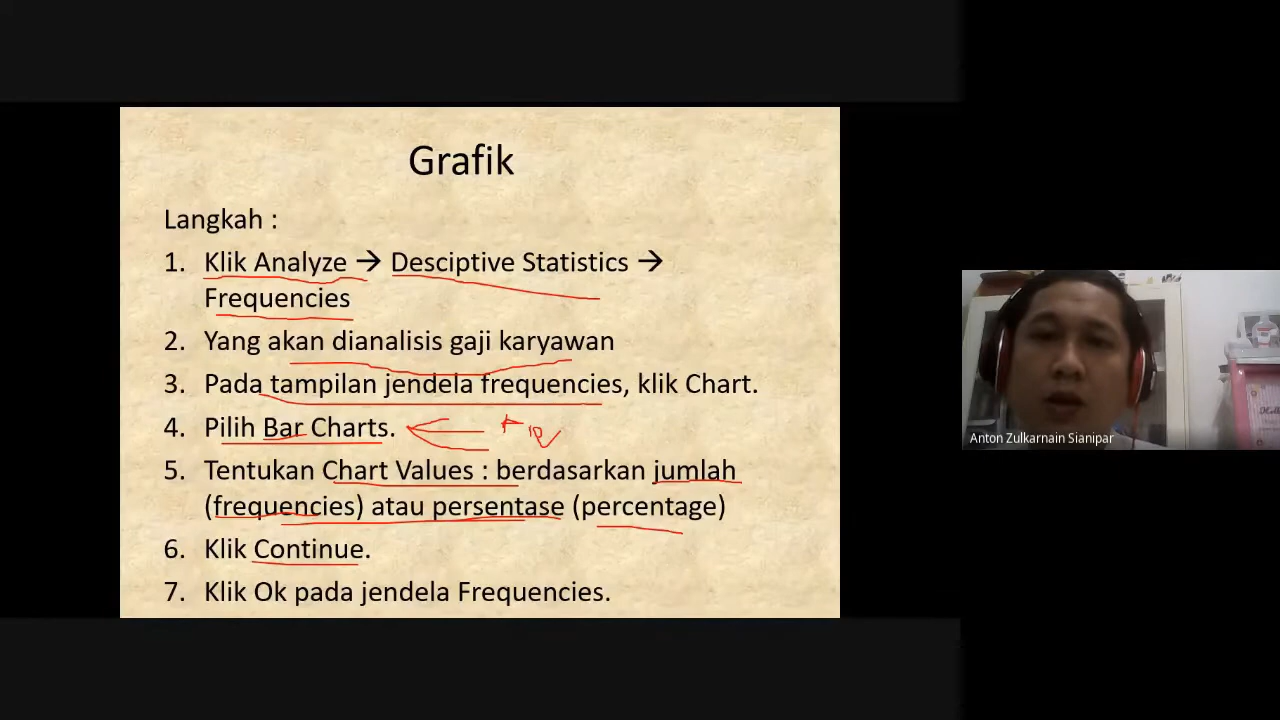 Grafik
Langkah :
1. Klik Analyze → Desciptive Statistics →
Frequencies
2. Yang akan dianalisis gaji karyawan
3. Pada tampilan jendela frequencies, klik Chart.
4. Pilih Bar Charts.
5. Tentukan Chart Values : berdasarkan jumlah
(frequencies) atau persentase (percentage)
6. Klik Continue.
7. Klik Ok pada jendela Frequencies.
Anton Zulkarnain Sianipar